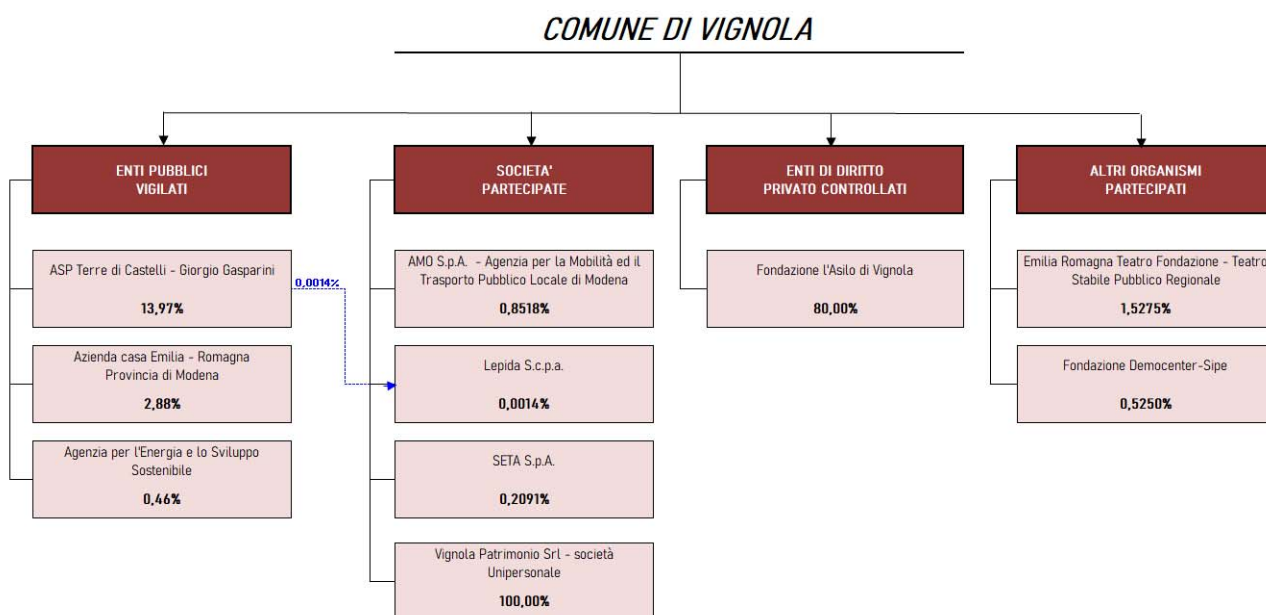 COMUNE DI VIGNOLA
ENTI PUBBLICI
VIGILATI
SOCIETA'
PARTECIPATE
ENTI DI DIRITTO
PRIVATO CONTROLLATI
ALTRI ORGANISMI
PARTECIPATI
ASP Terre di Castelli - Giorgio Gasparini
13,97%
0,0014%
AMO S.p.A.  - Agenzia per la Mobilità ed il
Trasporto Pubblico Locale di Modena
0,8518%
Fondazione l'Asilo di Vignola
80,00%
Emilia Romagna Teatro Fondazione - Teatro
Stabile Pubblico Regionale
1,5275%
Azienda casa Emilia - Romagna
Provincia di Modena
2,88%
Lepida S.c.p.a.
0,0014%
Fondazione Democenter-Sipe
0,5250%
Agenzia per l'Energia e lo Sviluppo
Sostenibile
0,46%
SETA S.p.A.
0,2091%
Vignola Patrimonio Srl - società
Unipersonale
100,00%